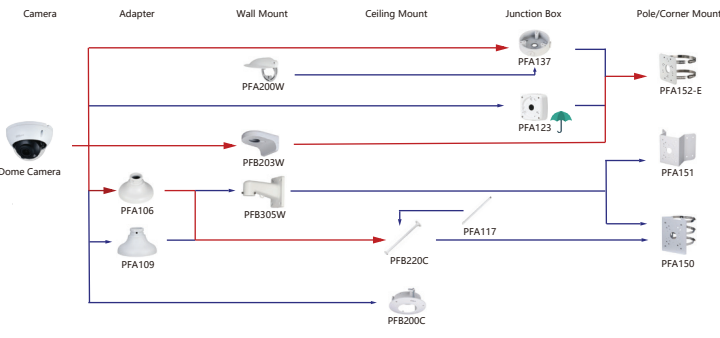 Camera
Adapter
Wall Mount
Ceiling Mount
Junction Box
Pole/Corner Mount
PFA137
PFA200W
PFA152-E
PFA123
PFB203W
Dome Camera
PFA151
PFA106
PFB305W
PFA117
PFA109
PFB220C
PFA150
PFB200C